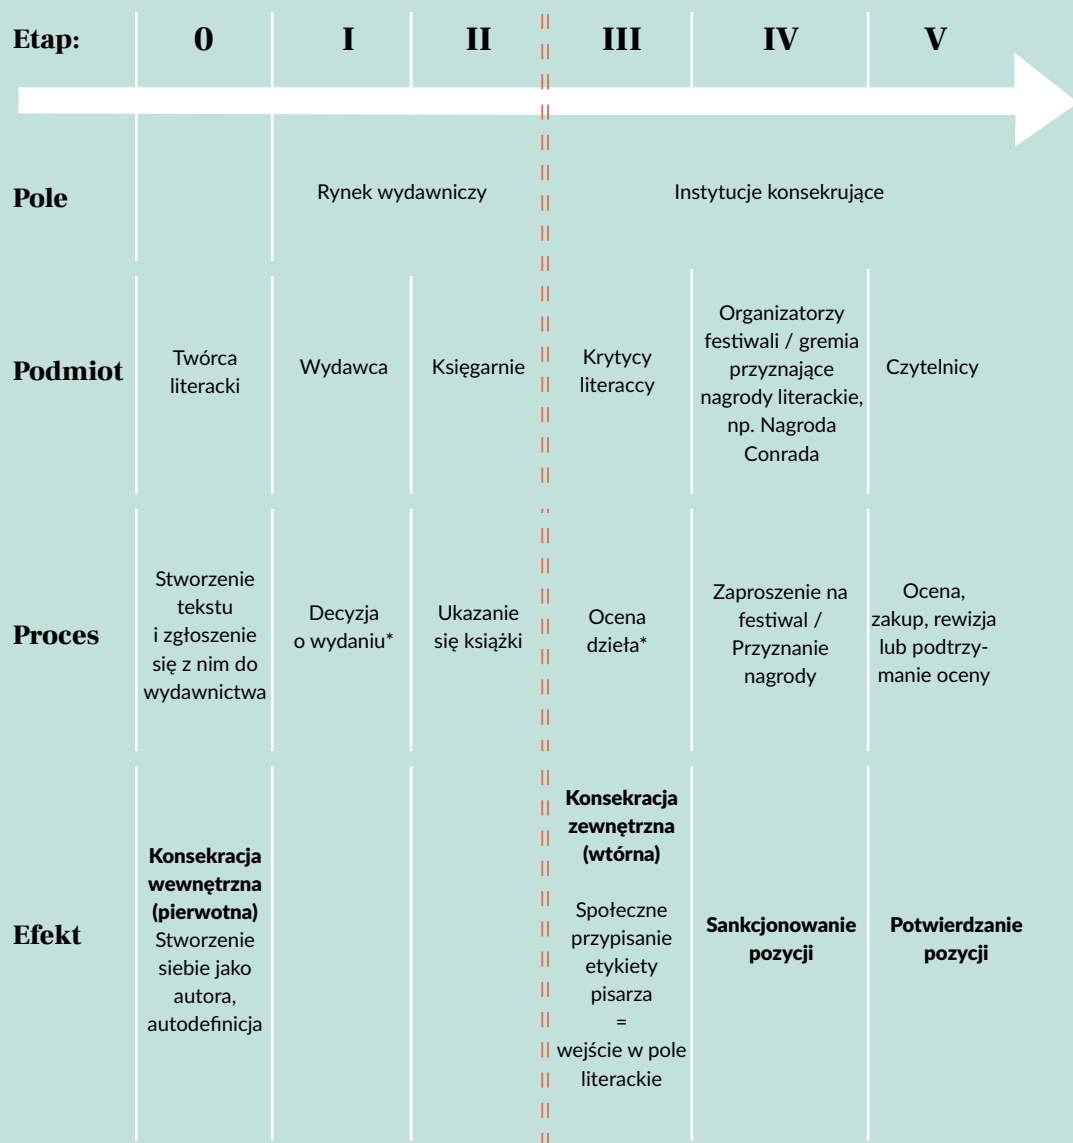 Etap:
0
I
II
III
IV
V
Pole
Rynek wydawniczy
Instytucje konsekrujące
Podmiot
Twórca
literacki
Wydawca
Księgarnie
Krytycy
literaccy
Organizatorzy
festiwali / gremia
przyznające
nagrody literackie,
np. Nagroda
Conrada
Czytelnicy
Proces
Stworzenie
tekstu
i zgłoszenie
się z nim do
wydawnictwa
Decyzja
o wydaniu*
Ukazanie
się książki
Ocena
dzieła*
Zaproszenie na
festiwal /
Przyznanie
nagrody
Ocena,
zakup, rewizja
lub podtrzy-
manie oceny
Efekt
Konsekracja
wewnętrzna
(pierwotna)
Stworzenie
siebie jako
autora,
autodefinicja
Konsekracja
zewnętrzna
(wtórna)
Społeczne
przypisanie
etykiety
pisarza
=
wejście w pole
literackie
Sankcjonowanie
pozycji
Potwierdzanie
pozycji